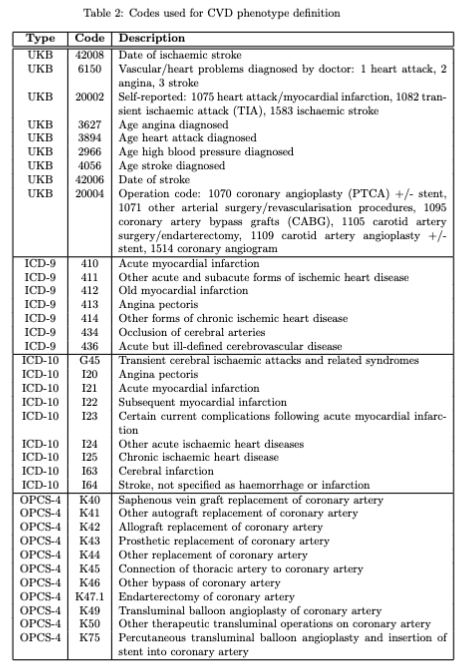 Table 2: Codes used for CVD phenotype definition
Type Code Description
UKB 42008 Date of ischaemic stroke
UKB 6150 Vascular/heart problems diagnosed by doctor: 1 heart attack, 2
angina, 3 stroke
UKB 20002 Self-reported: 1075 heart attack/myocardial infarction, 1082 tran-
sient ischaemic attack (TIA), 1583 ischaemic stroke
UKB 3627 Age angina diagnosed
UKB 3894 Age heart attack diagnosed
UKB 2966 Age high blood pressure diagnosed
UKB 4056 Age stroke diagnosed
UKB 42006 Date of stroke
UKB 20004 Operation code: 1070 coronary angioplasty (PTCA) +/- stent,
1071 other arterial surgery/revascularisation procedures, 1095
coronary artery bypass grafts (CABG), 1105 carotid artery
surgery/endarterectomy, 1109 carotid artery angioplasty +/-
stent, 1514 coronary angiogram
ICD-9 410 Acute myocardial infarction
ICD-9 411 Other acute and subacute forms of ischemic heart disease
ICD-9 412 Old myocardial infarction
ICD-9 413 Angina pectoris
ICD-9 414 Other forms of chronic ischemic heart disease
ICD-9 434 Occlusion of cerebral arteries
ICD-9 436 Acute but ill-defined cerebrovascular disease
ICD-10 G45 Transient cerebral ischaemic attacks and related syndromes
ICD-10 I20 Angina pectoris
ICD-10 I21 Acute myocardial infarction
ICD-10 I22 Subsequent myocardial infarction
ICD-10 I23 Certain current complications following acute myocardial infarc-
tion
ICD-10 I24 Other acute ischaemic heart diseases
ICD-10 I25 Chronic ischaemic heart disease
ICD-10 I63 Cerebral infarction
ICD-10 I64 Stroke, not specified as haemorrhage or infarction
OPCS-4 K40 Saphenous vein graft replacement of coronary artery
OPCS-4 K41 Other autograft replacement of coronary artery
OPCS-4 K42 Allograft replacement of coronary artery
OPCS-4 K43 Prosthetic replacement of coronary artery
OPCS-4 K44 Other replacement of coronary artery
OPCS-4 K45 Connection of thoracic artery to coronary artery
OPCS-4 K46 Other bypass of coronary artery
OPCS-4 K47.1 Endarterectomy of coronary artery
OPCS-4 K49 Transluminal balloon angioplasty of coronary artery
OPCS-4 K50 Other therapeutic transluminal operations on coronary artery
OPCS-4 K75 Percutaneous transluminal balloon angioplasty and insertion of
stent into coronary artery